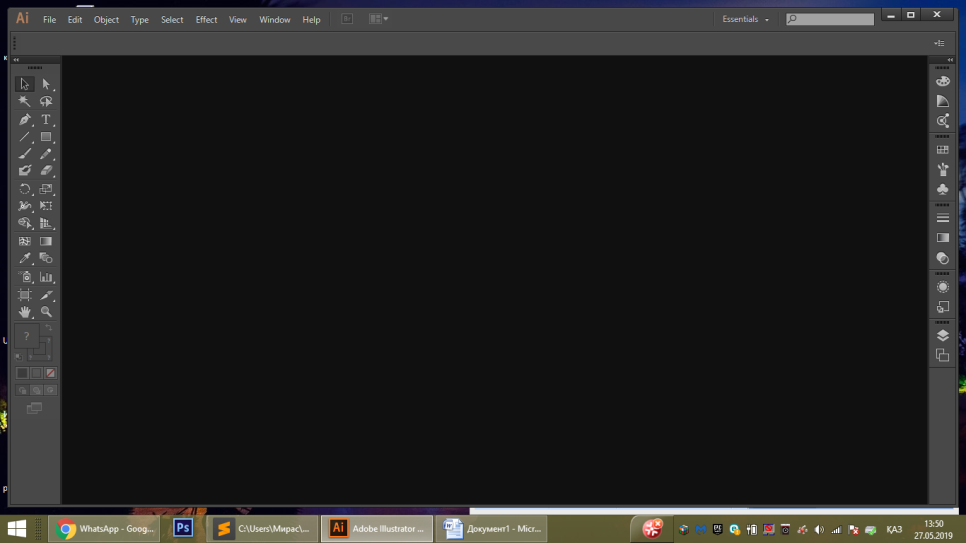 Ai File Edit Object Type Select Effect View Window Help Br Essentials
T
?
WhatsApp - Goog...
Ps
C:\Users\Мирас\...
Ai Adobe Illustrator ...
Документ1 - Micr...
ҚАЗ
13:50
27.05.2019